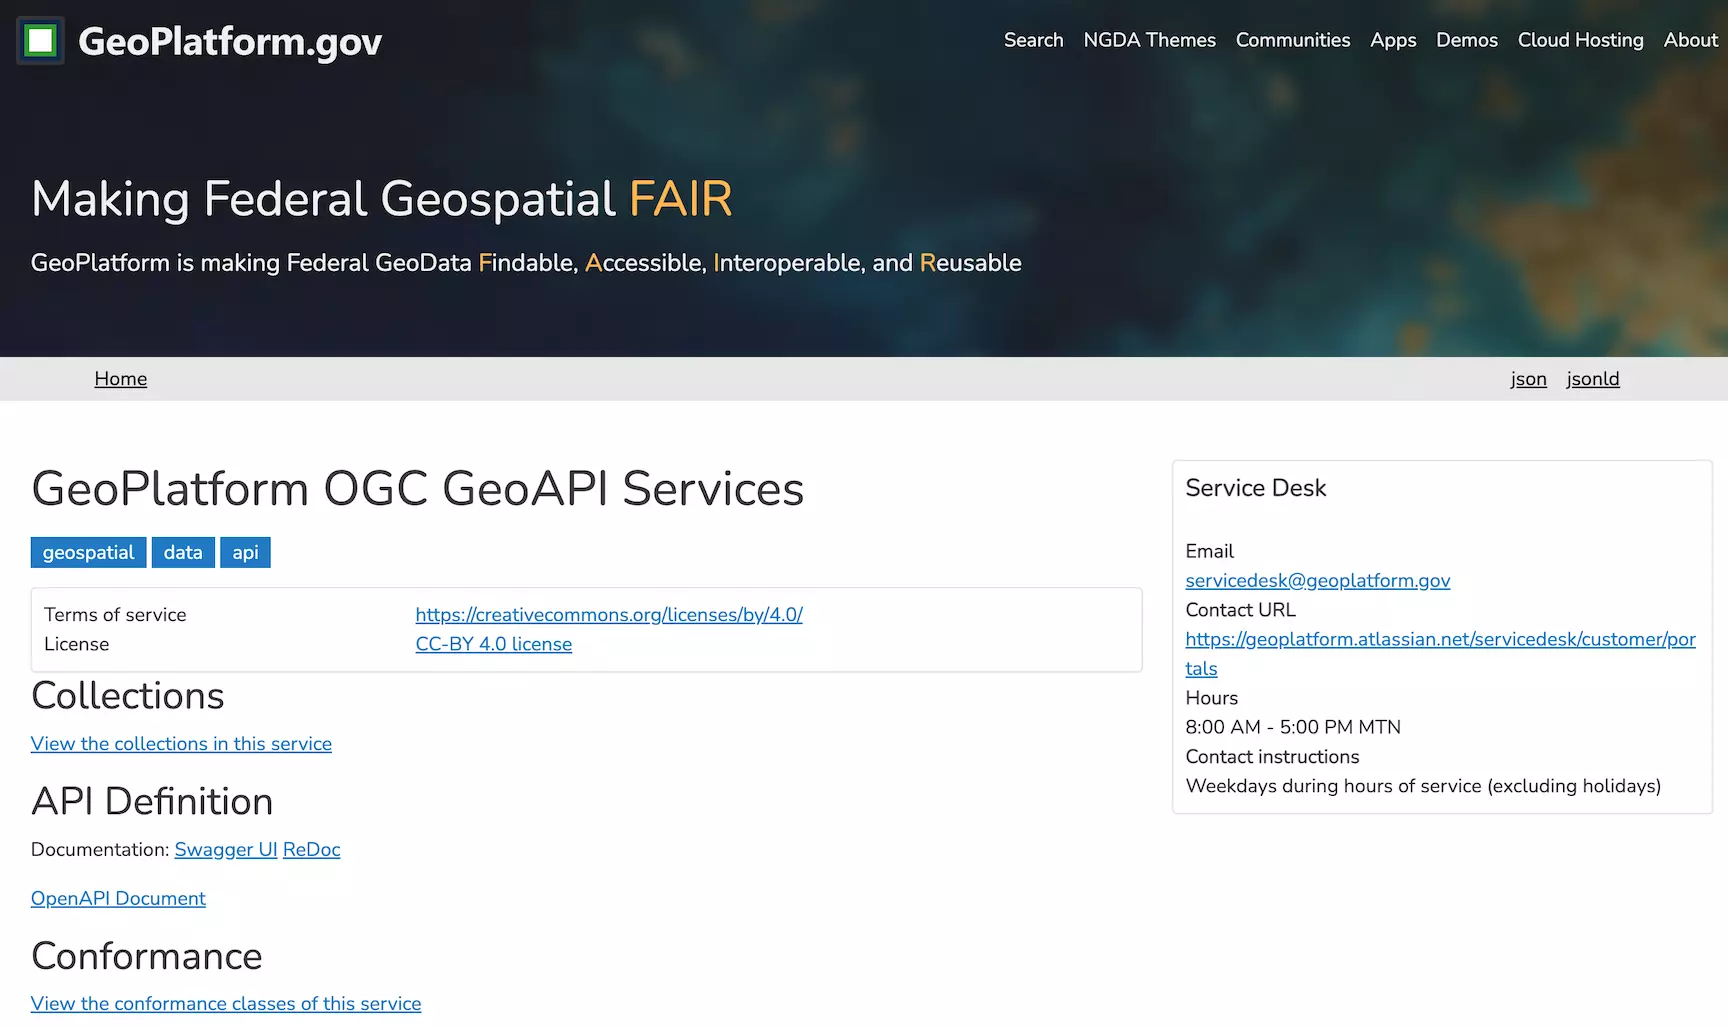 GeoPlatform.gov
Search NGDA Themes Communities Apps Demos Cloud Hosting About
Making Federal Geospatial FAIR
GeoPlatform is making Federal GeoData Findable, Accessible, Interoperable, and Reusable
Home
json jsonld
GeoPlatform OGC GeoAPI Services
geospatial data api
Terms of service https://creativecommons.org/licenses/by/4.0/
License CC-BY 4.0 license
Collections
View the collections in this service
API Definition
Documentation: Swagger UI ReDoc
OpenAPI Document
Conformance
View the conformance classes of this service
Service Desk
Email
servicedesk@geoplatform.gov
Contact URL
https://geoplatform.atlassian.net/servicedesk/customer/por
tals
Hours
8:00 AM - 5:00 PM MTN
Contact instructions
Weekdays during hours of service (excluding holidays)